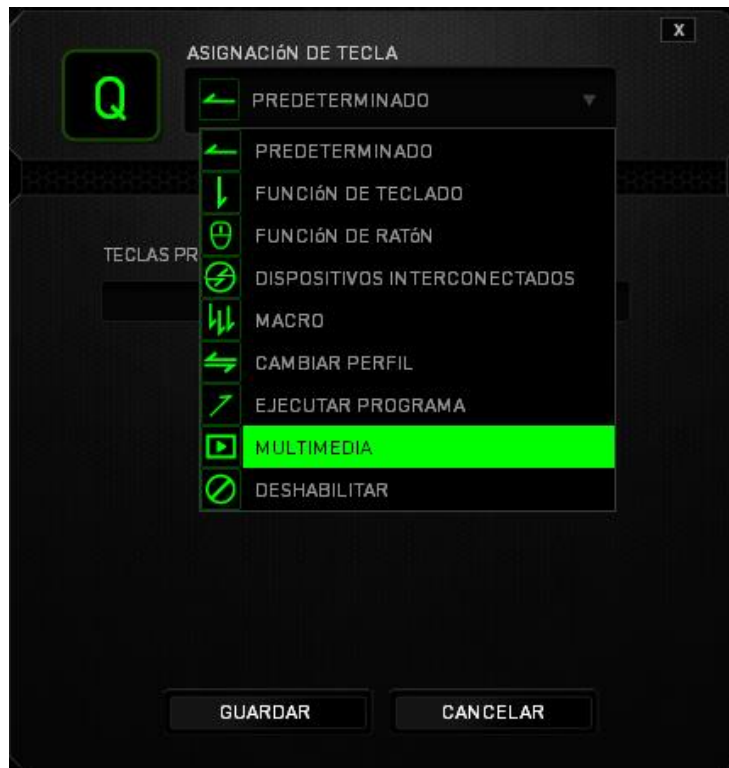 X
ASIGNACIóN DE TECLA
Q
PREDETERMINADO
PREDETERMINADO
FUNCIóN DE TECLADO
FUNCIóN DE RATóN
TECLAS PR
DISPOSITIVOS INTERCONECTADOS
MACRO
CAMBIAR PERFIL
EJECUTAR PROGRAMA
MULTIMEDIA
DESHABILITAR
GUARDAR
CANCELAR